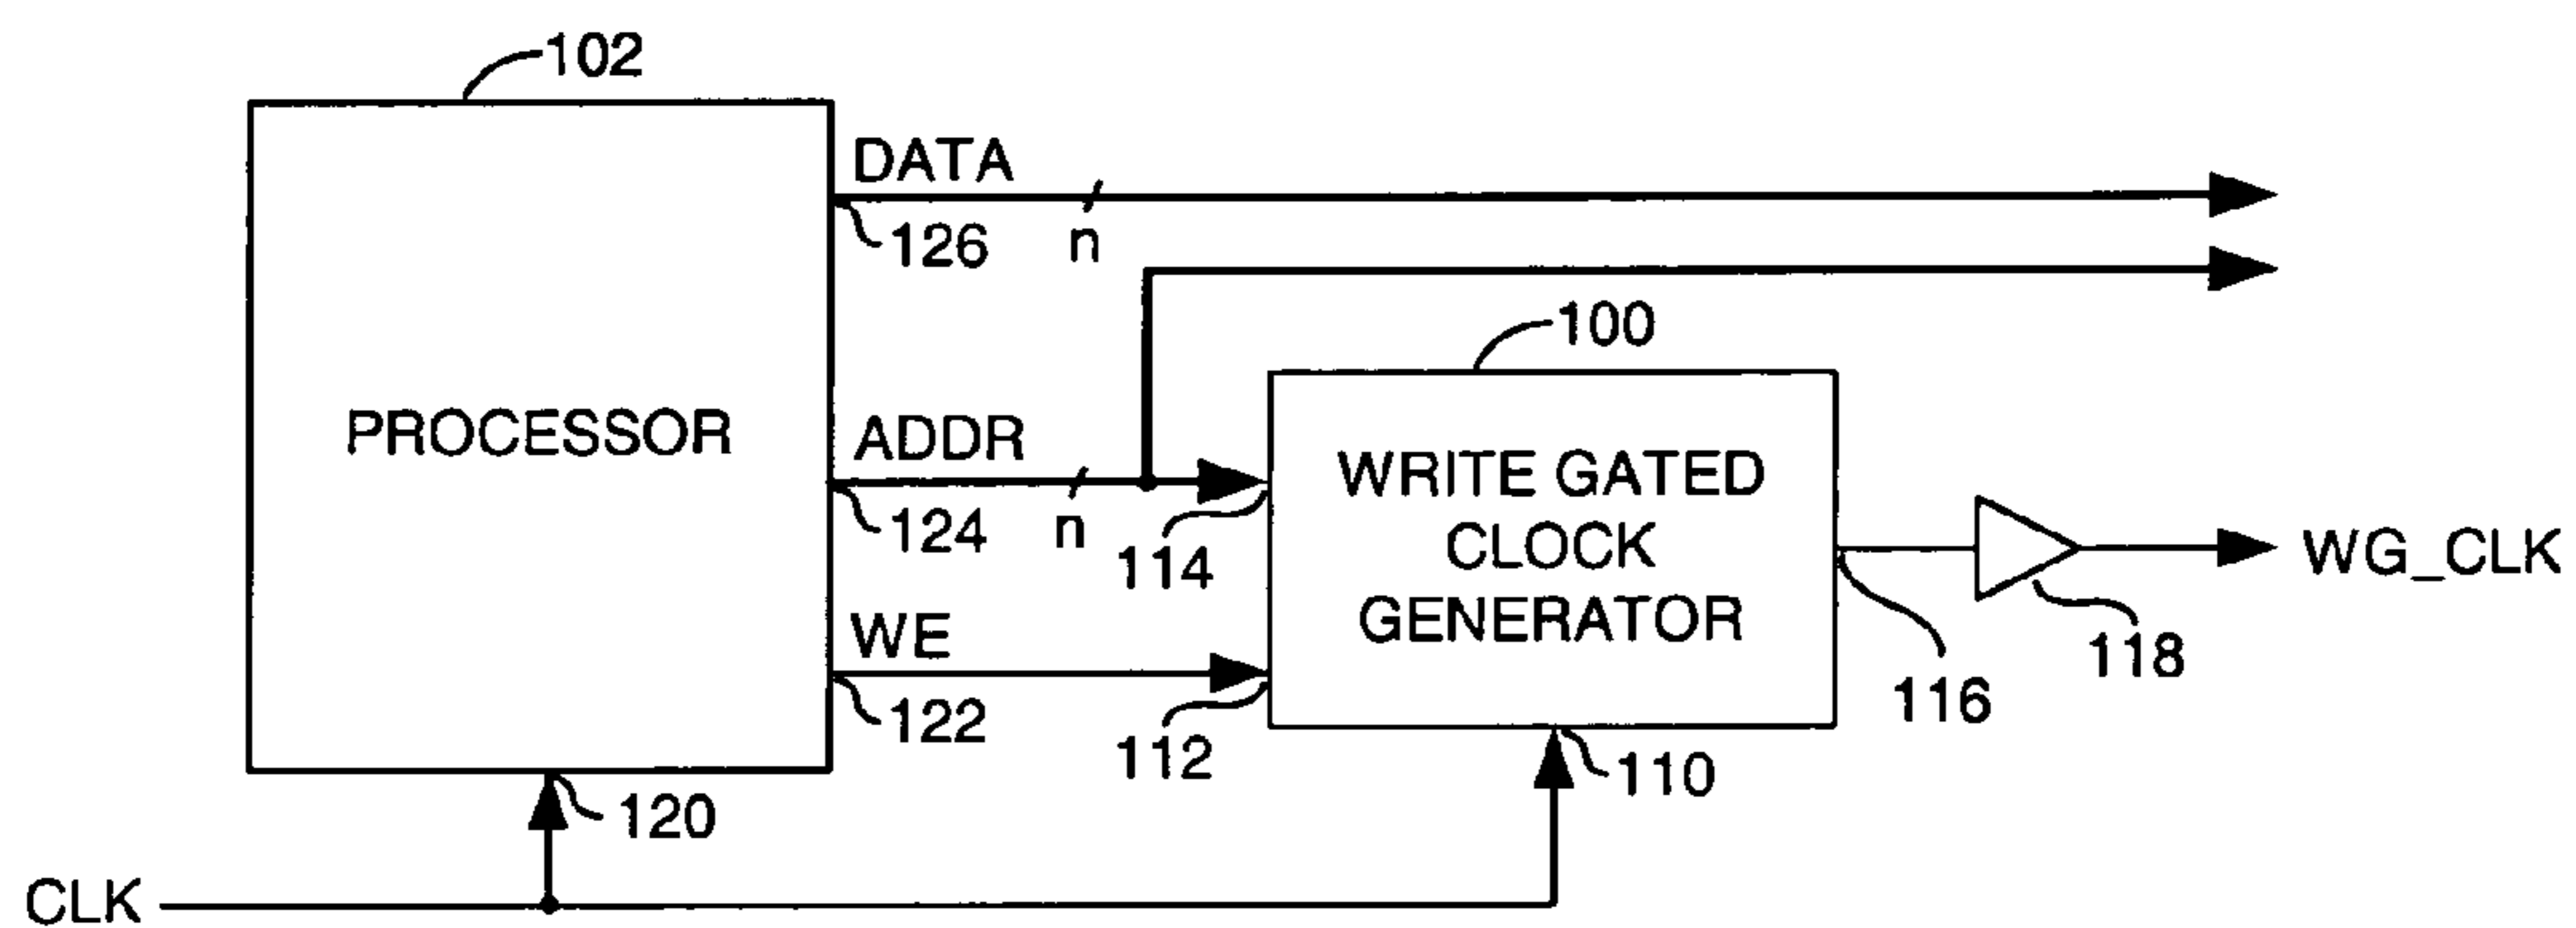 102
DATA
126
n
100
PROCESSOR
ADDR
124
n
114
WRITE GATED
CLOCK
GENERATOR
WG_CLK
WE
122
112
116
118
120
110
CLK